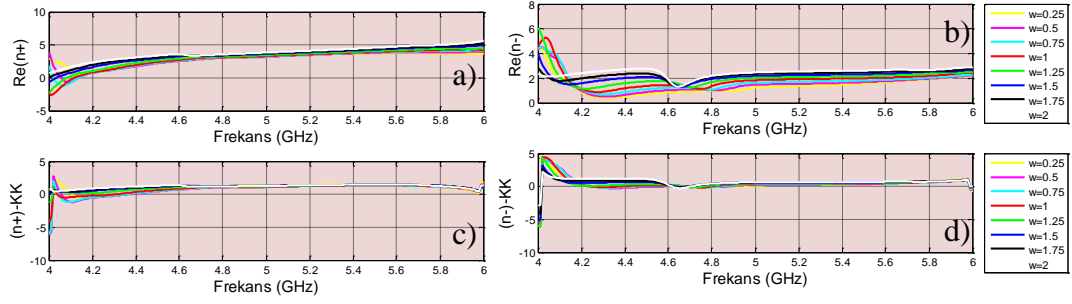 Re(n+)
5
0
-5
4 4.2 4.4 4.6 4.8 5 5.2 5.4 5.6 5.8 6
Frekans (GHz)
a)
Re(n-)
8
6
4
2
0
4 4.2 4.4 4.6 4.8 5 5.2 5.4 5.6 5.8 6
Frekans (GHz)
b)
w=0.25
w=0.5
w=0.75
w=1
w=1.25
w=1.5
w=1.75
w=2
(n+)-KK
5
0
-5
-10
4 4.2 4.4 4.6 4.8 5 5.2 5.4 5.6 5.8 6
Frekans (GHz)
c)
(n-)-KK
5
0
-5
-10
4 4.2 4.4 4.6 4.8 5 5.2 5.4 5.6 5.8 6
Frekans (GHz)
d)
w=0.25
w=0.5
w=0.75
w=1
w=1.25
w=1.5
w=1.75
w=2